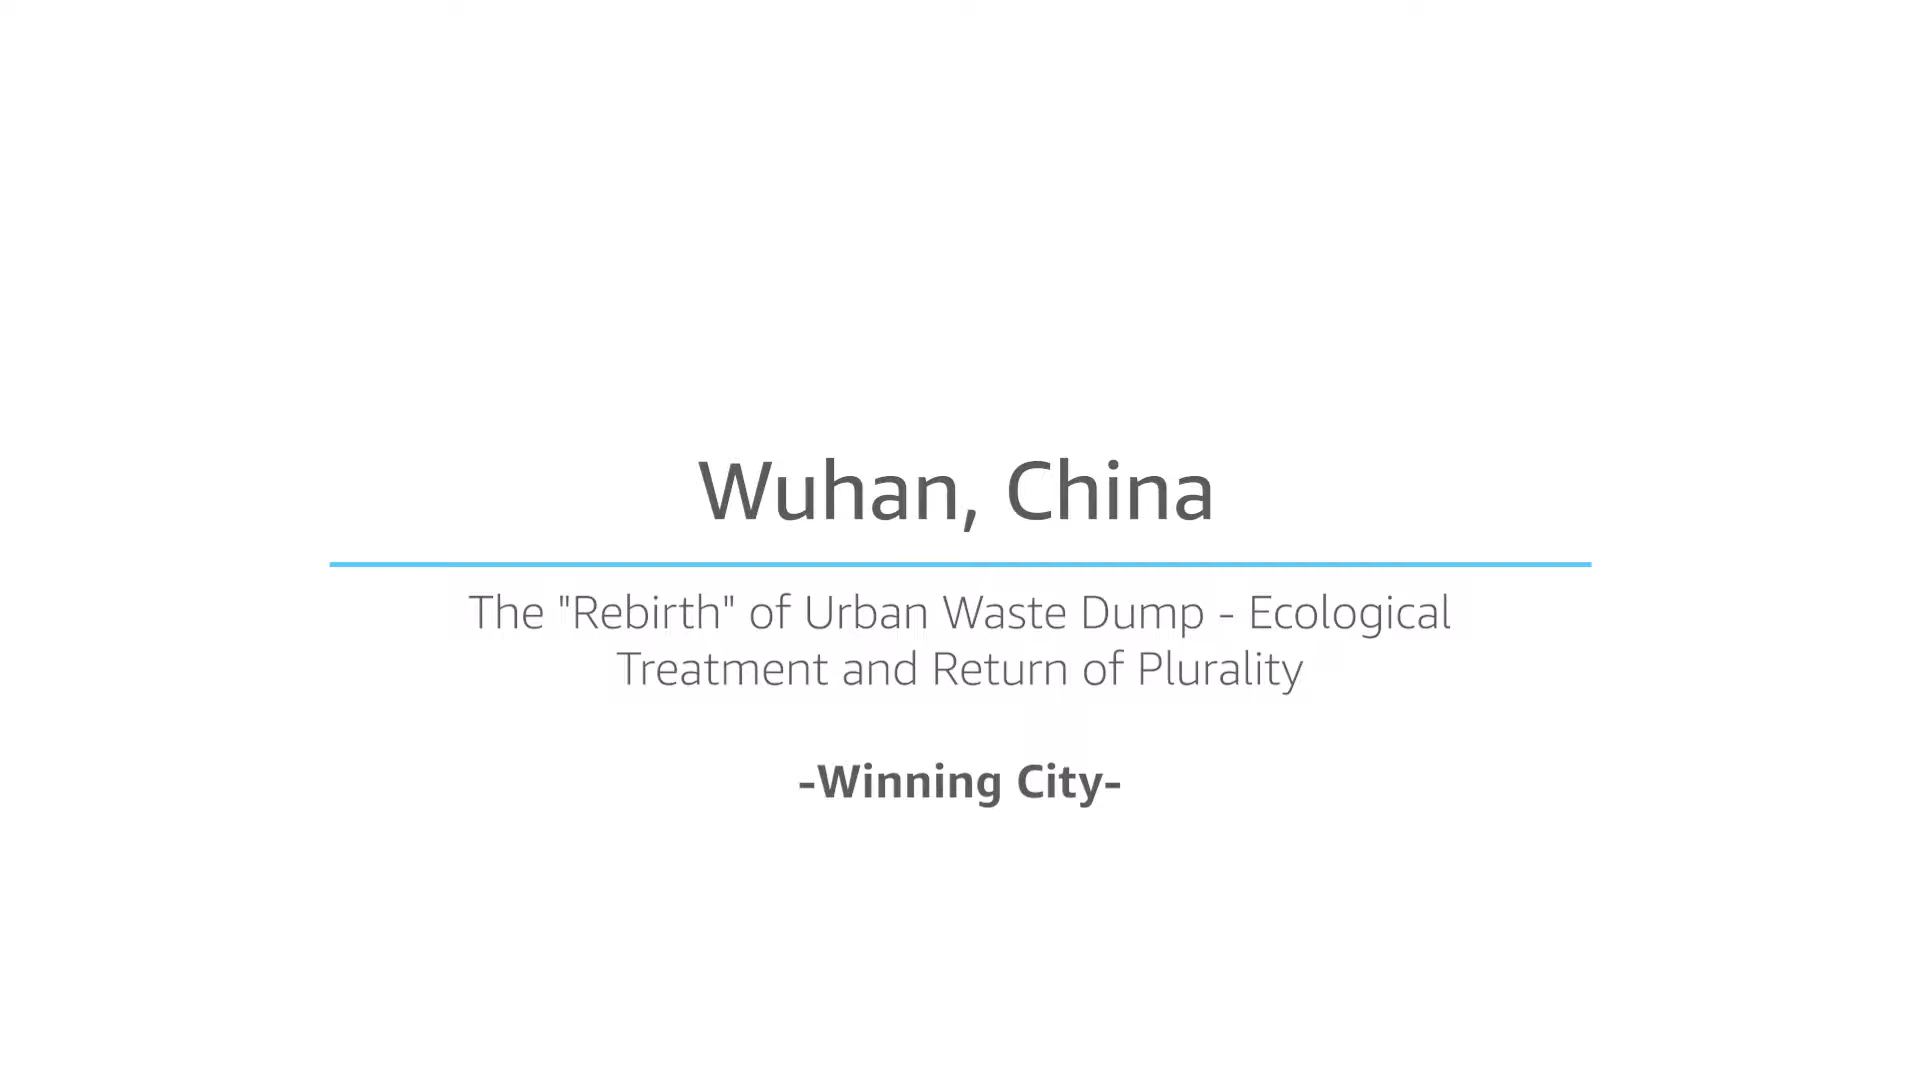 Wuhan, China
The "Rebirth" of Urban Waste Dump - Ecological
Treatment and Return of Plurality
-Winning City-